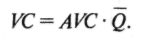 VC = AVC · Q̅.